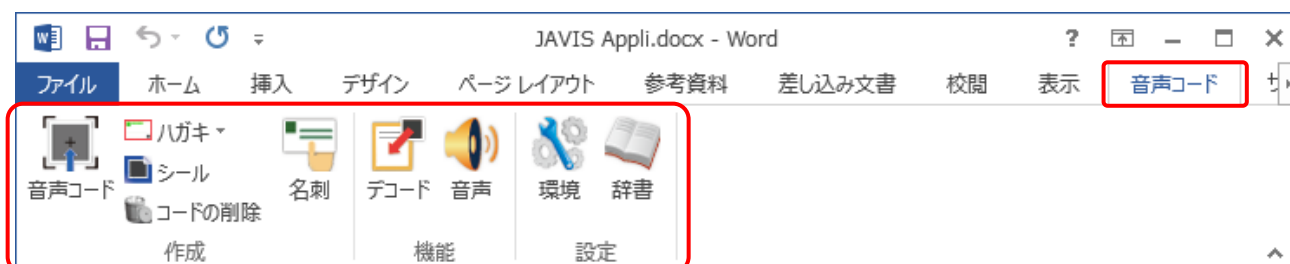 JAVIS Appli.docx - Word
ファイル ホーム 挿入 デザイン ページ レイアウト 参考資料 差し込み文書 校閲 表示 音声コード
音声コード
ハガキ
シール
コードの削除
名刺
デコード 音声
環境 辞書
作成 機能 設定